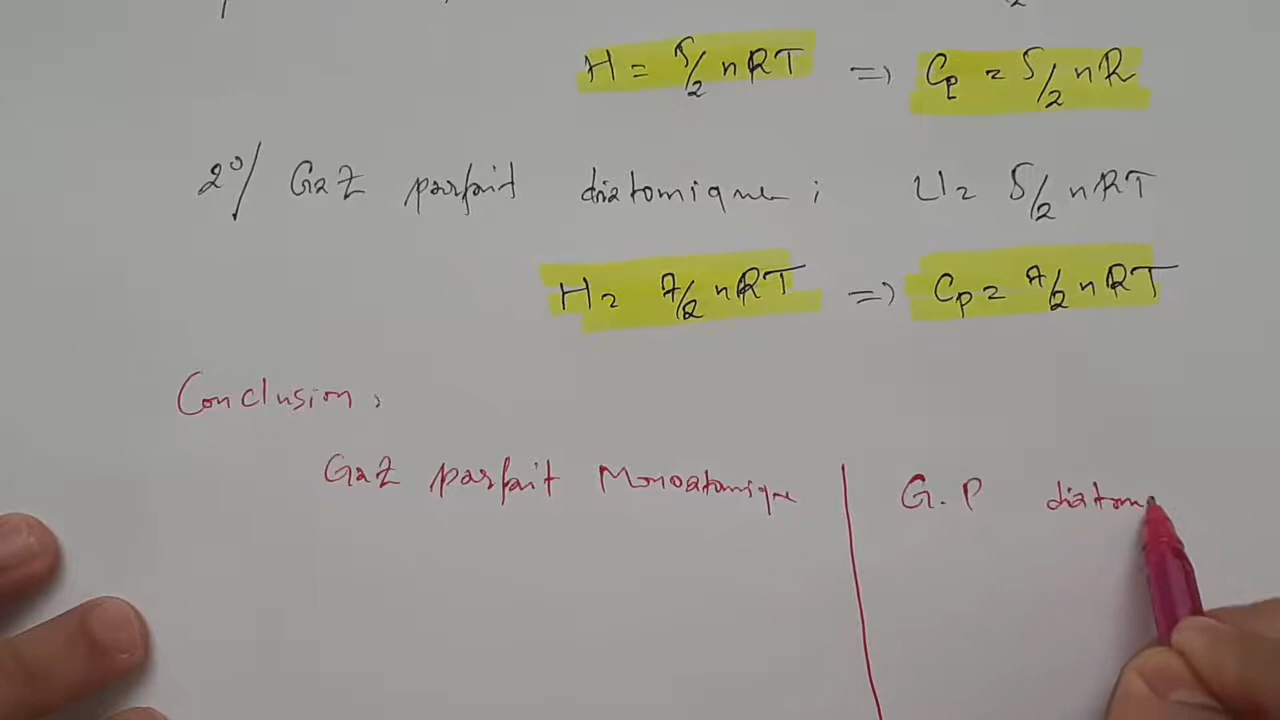 H = 5/2 nRT => Cp = 5/2 nR
2°/ Gaz parfait diatomique : U = 5/2 nRT
H = 7/2 nRT => Cp = 7/2 nRT
Conclusion :
Gaz parfait Monoatomique | G.P diatom